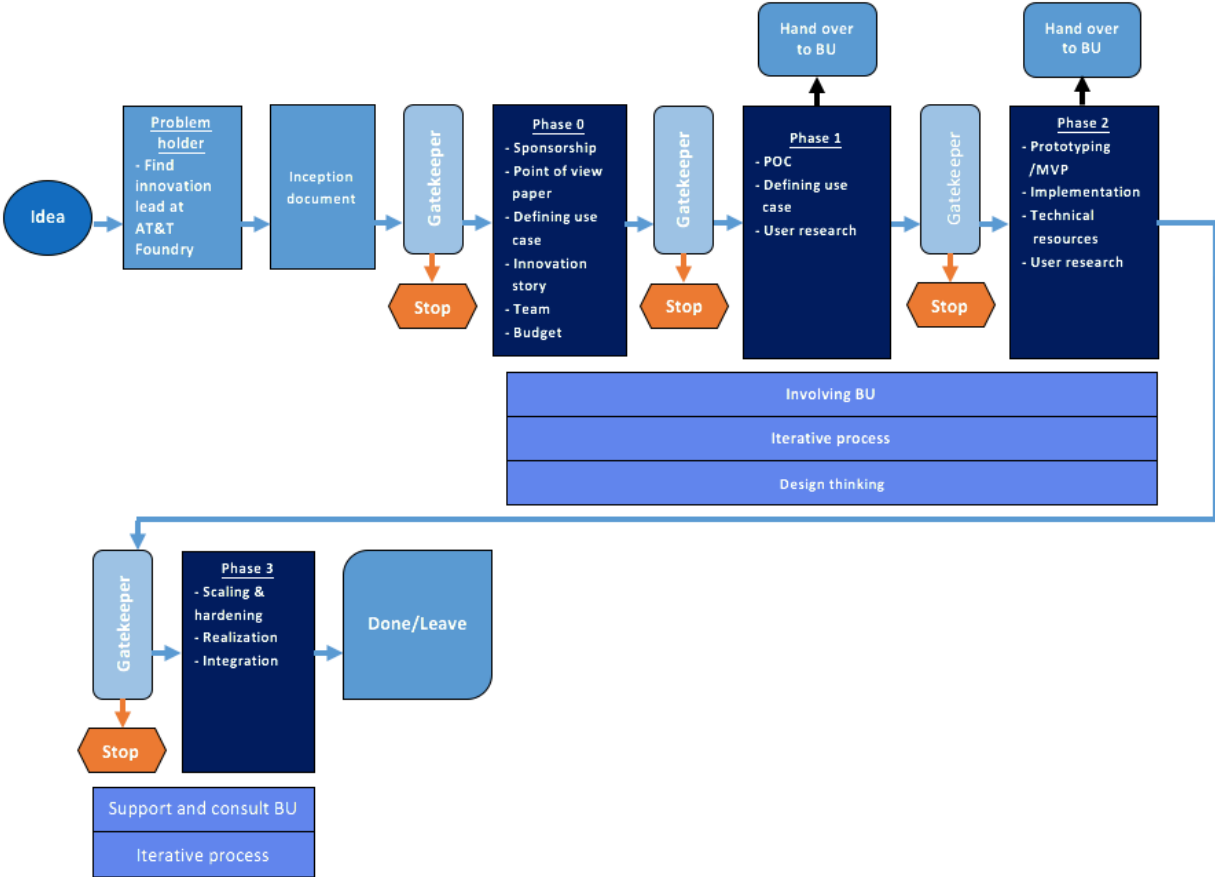 Idea
Problem
holder
- Find
innovation
lead at
AT&T
Foundry
Inception
document
Gatekeeper
Stop
Phase 0
- Sponsorship
- Point of view
paper
- Defining use
case
- Innovation
story
- Team
- Budget
Gatekeeper
Stop
Hand over
to BU
Phase 1
- POC
- Defining use
case
- User research
Gatekeeper
Stop
Hand over
to BU
Phase 2
- Prototyping
/MVP
- Implementation
- Technical
resources
- User research
Involving BU
Iterative process
Design thinking
Gatekeeper
Stop
Phase 3
- Scaling &
hardening
- Realization
- Integration
Done/Leave
Support and consult BU
Iterative process